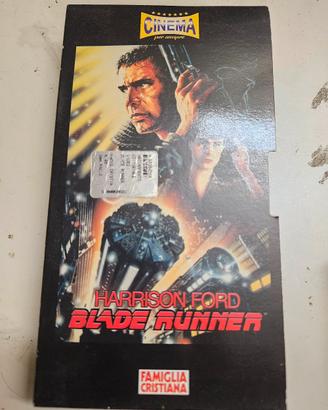 CINEMA
per sempre
HARRISON FORD
BLADE RUNNER
FAMIGLIA
CRISTIANA